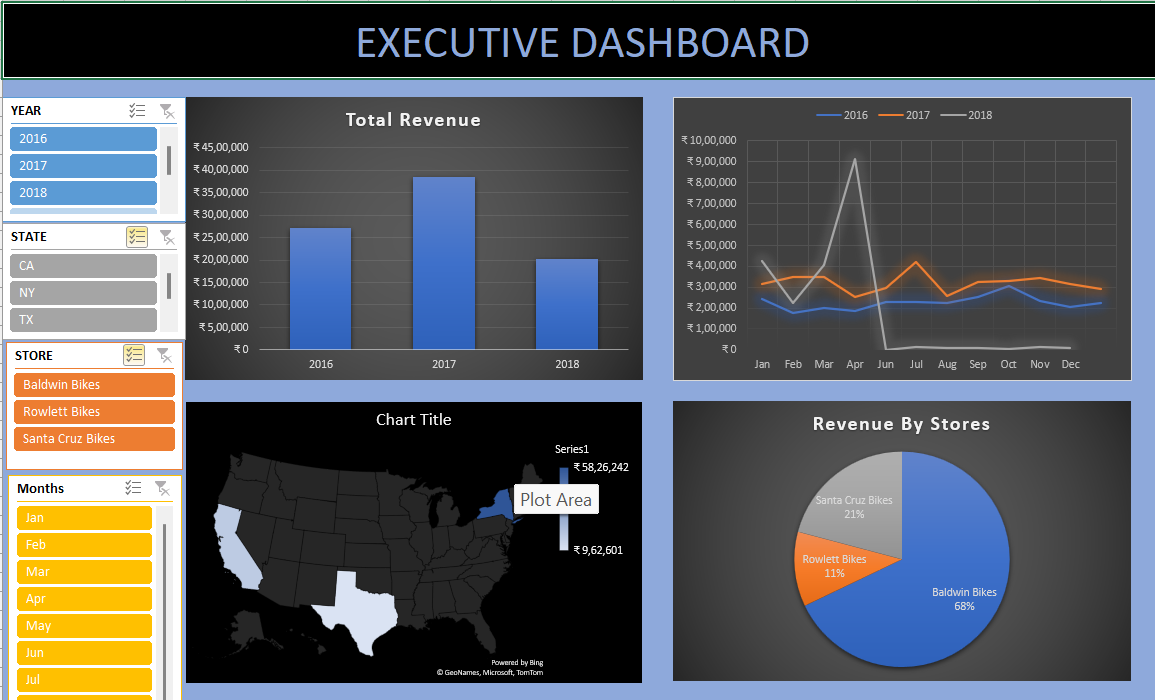 EXECUTIVE DASHBOARD
YEAR
2016
2017
2018
STATE
CA
NY
TX
STORE
Baldwin Bikes
Rowlett Bikes
Santa Cruz Bikes
Months
Jan
Feb
Mar
Apr
May
Jun
Jul
Total Revenue
₹ 45,00,000
₹ 40,00,000
₹ 35,00,000
₹ 30,00,000
₹ 25,00,000
₹ 20,00,000
₹ 15,00,000
₹ 10,00,000
₹ 5,00,000
₹ 0
2016 2017 2018
2016 2017 2018
₹ 10,00,000
₹ 9,00,000
₹ 8,00,000
₹ 7,00,000
₹ 6,00,000
₹ 5,00,000
₹ 4,00,000
₹ 3,00,000
₹ 2,00,000
₹ 1,00,000
₹ 0
Jan Feb Mar Apr Jun Jul Aug Sep Oct Nov Dec
Chart Title
Series1
₹ 58,26,242
Plot Area
₹ 9,62,601
Powered by Bing
© GeoNames, Microsoft, TomTom
Revenue By Stores
Santa Cruz Bikes
21%
Rowlett Bikes
11%
Baldwin Bikes
68%